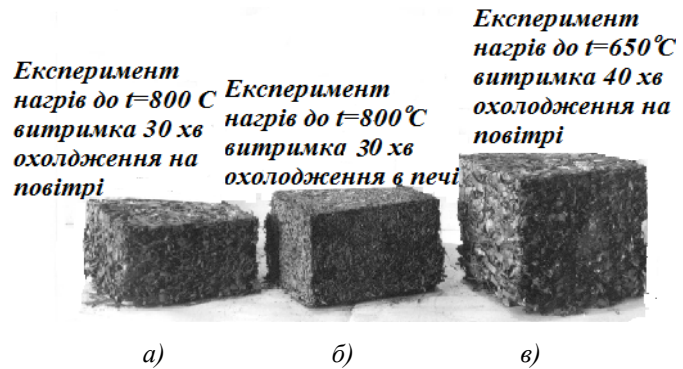 Експеримент
нагрів до t=800 С
витримка 30 хв
охолдження на
повітрі
Експеримент
нагрів до t=800°С
витримка 30 хв
охолодження в печі
Експеримент
нагрів до t=650°С
витримка 40 хв
охолодження на
повітрі
а)
б)
в)